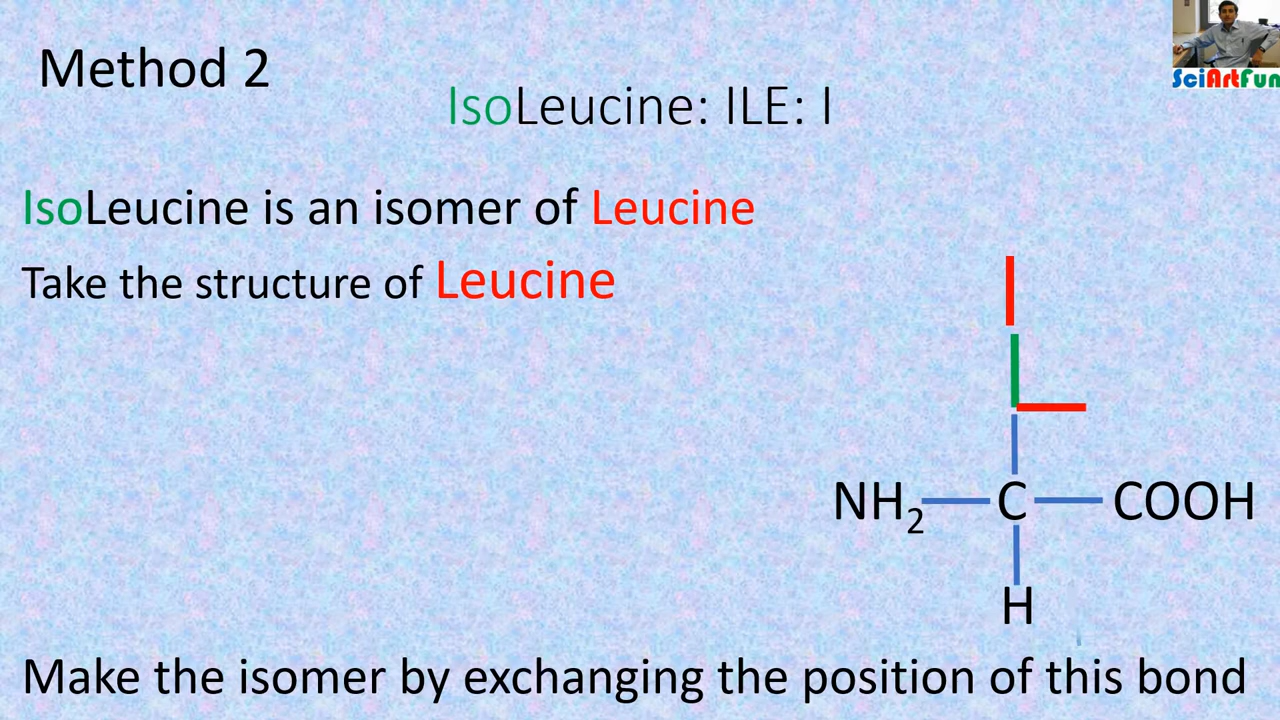 Method 2
SciArtFun
IsoLeucine: ILE: I
IsoLeucine is an isomer of Leucine
Take the structure of Leucine
NH2 C COOH
H
Make the isomer by exchanging the position of this bond